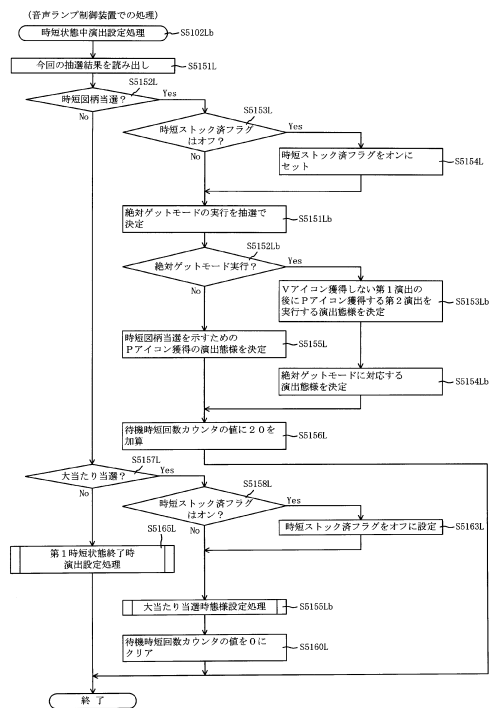 (音声ランプ制御装置での処理)
時短状態中演出設定処理
S5102Lb
今回の抽選結果を読み出し
S5151L
S5152L
時短図柄当選?
Yes
No
S5153L
時短ストック済フラグ
はオフ?
Yes
No
時短ストック済フラグをオンに
セット
S5154L
絶対ゲットモードの実行を抽選で
決定
S5151Lb
S5152Lb
絶対ゲットモード実行?
Yes
No
Vアイコン獲得しない第1演出の
後にPアイコン獲得する第2演出を
実行する演出態様を決定
S5153Lb
時短図柄当選を示すための
Pアイコン獲得の演出態様を決定
S5155L
絶対ゲットモードに対応する
演出態様を決定
S5154Lb
待機時短回数カウンタの値に20を
加算
S5156L
S5157L
大当たり当選?
Yes
No
S5158L
時短ストック済フラグ
はオン?
Yes
No
時短ストック済フラグをオフに設定
S5163L
S5165L
第1時短状態終了時
演出設定処理
大当たり当選時態様設定処理
S5155Lb
待機時短回数カウンタの値を0に
クリア
S5160L
終了